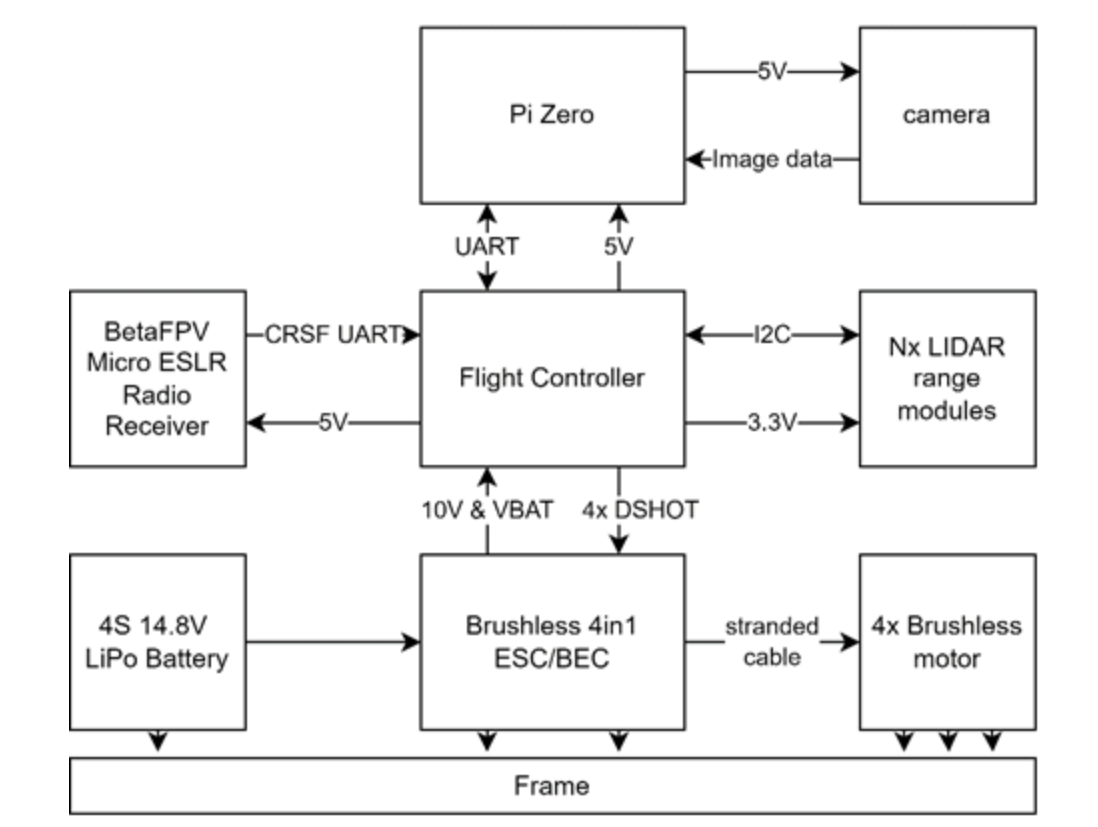 Pi Zero
5V
camera
Image data
UART
5V
BetaFPV
Micro ESLR
Radio
Receiver
CRSF UART
5V
Flight Controller
I2C
3.3V
Nx LIDAR
range
modules
10V & VBAT
4x DSHOT
4S 14.8V
LiPo Battery
Brushless 4in1
ESC/BEC
stranded
cable
4x Brushless
motor
Frame